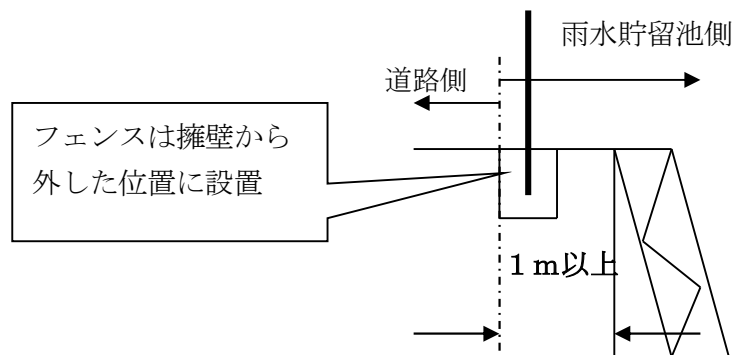 雨水貯留池側
道路側
フェンスは擁壁から
外した位置に設置
１ｍ以上